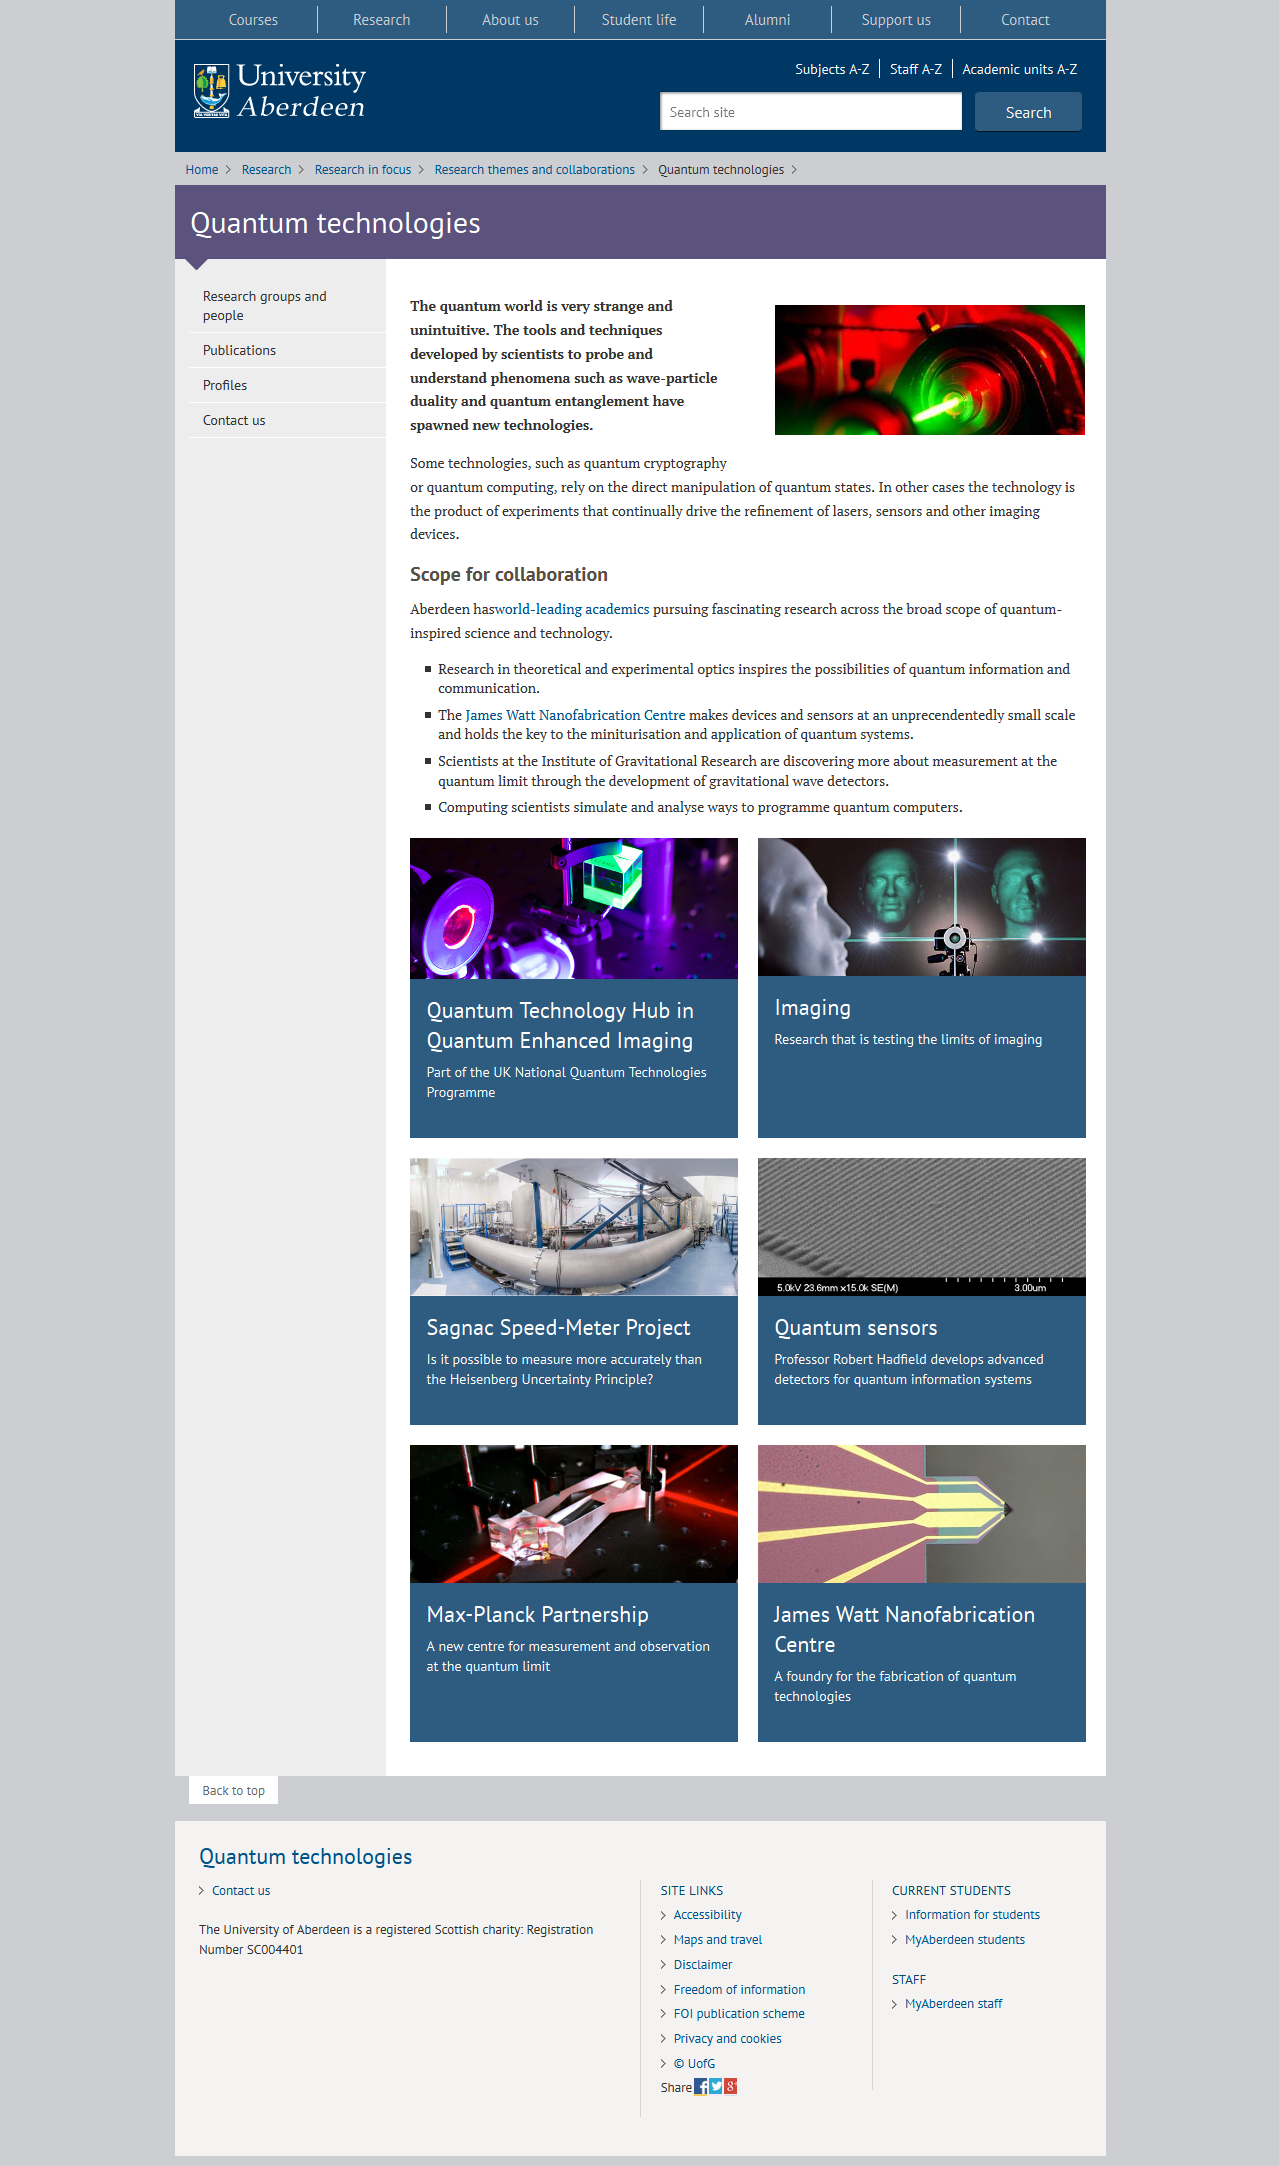 Courses
Research
About us
Student life
Alumni
Support us
Contact
University
Aberdeen
VIA VERITAS VITA
Subjects A-Z
Staff A-Z
Academic units A-Z
Search site
Search
Home
Research
Research in focus
Research themes and collaborations
Quantum technologies
Quantum technologies
Research groups and
people
Publications
Profiles
Contact us
The quantum world is very strange and
unintuitive. The tools and techniques
developed by scientists to probe and
understand phenomena such as wave-particle
duality and quantum entanglement have
spawned new technologies.
Some technologies, such as quantum cryptography
or quantum computing, rely on the direct manipulation of quantum states. In other cases the technology is
the product of experiments that continually drive the refinement of lasers, sensors and other imaging
devices.
Scope for collaboration
Aberdeen hasworld-leading academics pursuing fascinating research across the broad scope of quantum-
inspired science and technology.
Research in theoretical and experimental optics inspires the possibilities of quantum information and
communication.
The James Watt Nanofabrication Centre makes devices and sensors at an unprecendentedly small scale
and holds the key to the miniturisation and application of quantum systems.
Scientists at the Institute of Gravitational Research are discovering more about measurement at the
quantum limit through the development of gravitational wave detectors.
Computing scientists simulate and analyse ways to programme quantum computers.
Quantum Technology Hub in
Quantum Enhanced Imaging
Part of the UK National Quantum Technologies
Programme
Imaging
Research that is testing the limits of imaging
Sagnac Speed-Meter Project
Is it possible to measure more accurately than
the Heisenberg Uncertainty Principle?
5.0kV 23.6mm x15.0k SE(M)
3.00um
Quantum sensors
Professor Robert Hadfield develops advanced
detectors for quantum information systems
Max-Planck Partnership
A new centre for measurement and observation
at the quantum limit
James Watt Nanofabrication
Centre
A foundry for the fabrication of quantum
technologies
Back to top
Quantum technologies
Contact us
The University of Aberdeen is a registered Scottish charity: Registration
Number SC004401
SITE LINKS
Accessibility
Maps and travel
Disclaimer
Freedom of information
FOI publication scheme
Privacy and cookies
© UofG
Share
CURRENT STUDENTS
Information for students
MyAberdeen students
STAFF
MyAberdeen staff